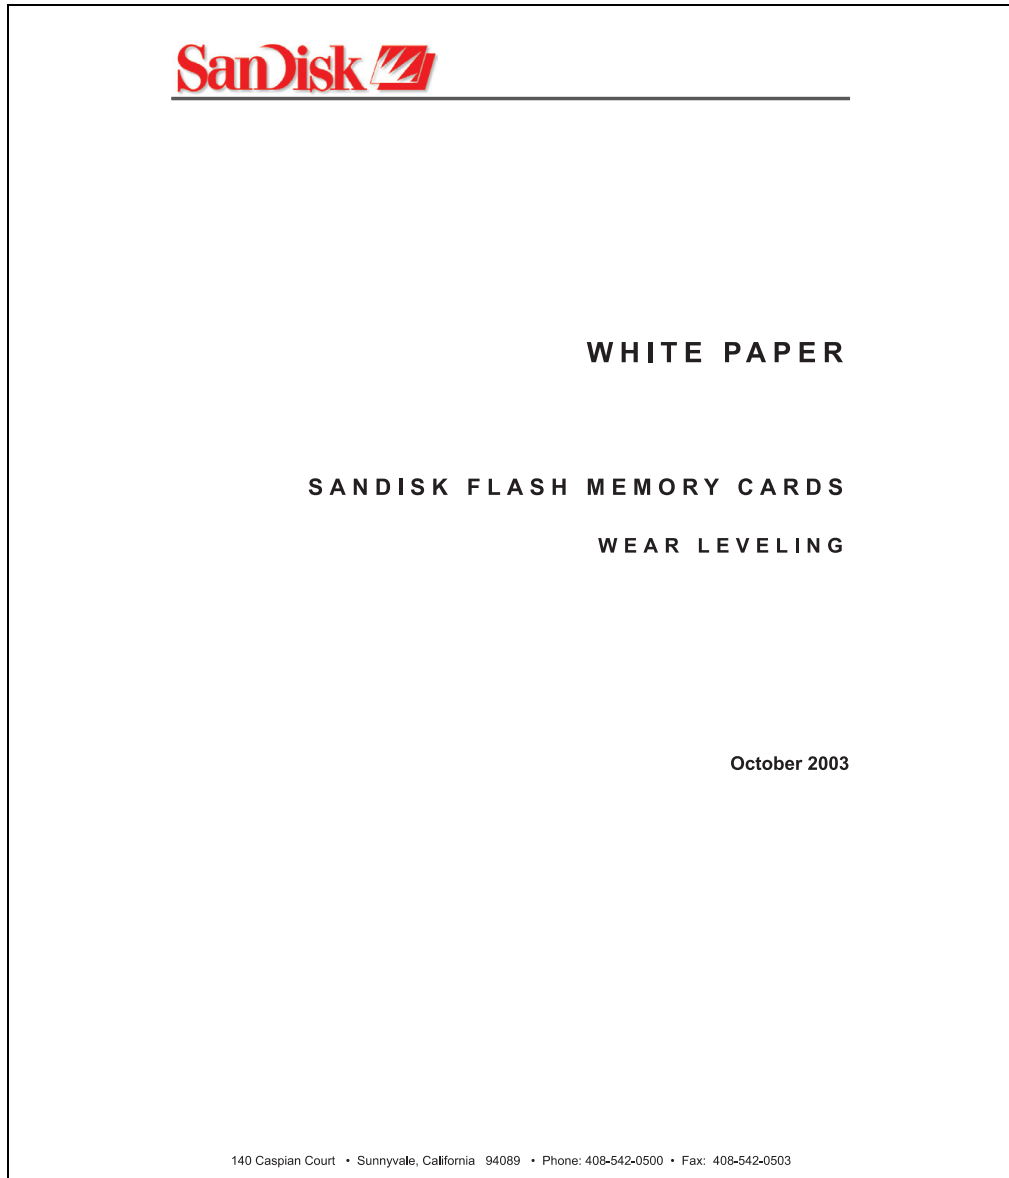 SanDisk
WHITE PAPER
SANDISK FLASH MEMORY CARDS
WEAR LEVELING
October 2003
140 Caspian Court • Sunnyvale, California 94089 • Phone: 408-542-0500 • Fax: 408-542-0503